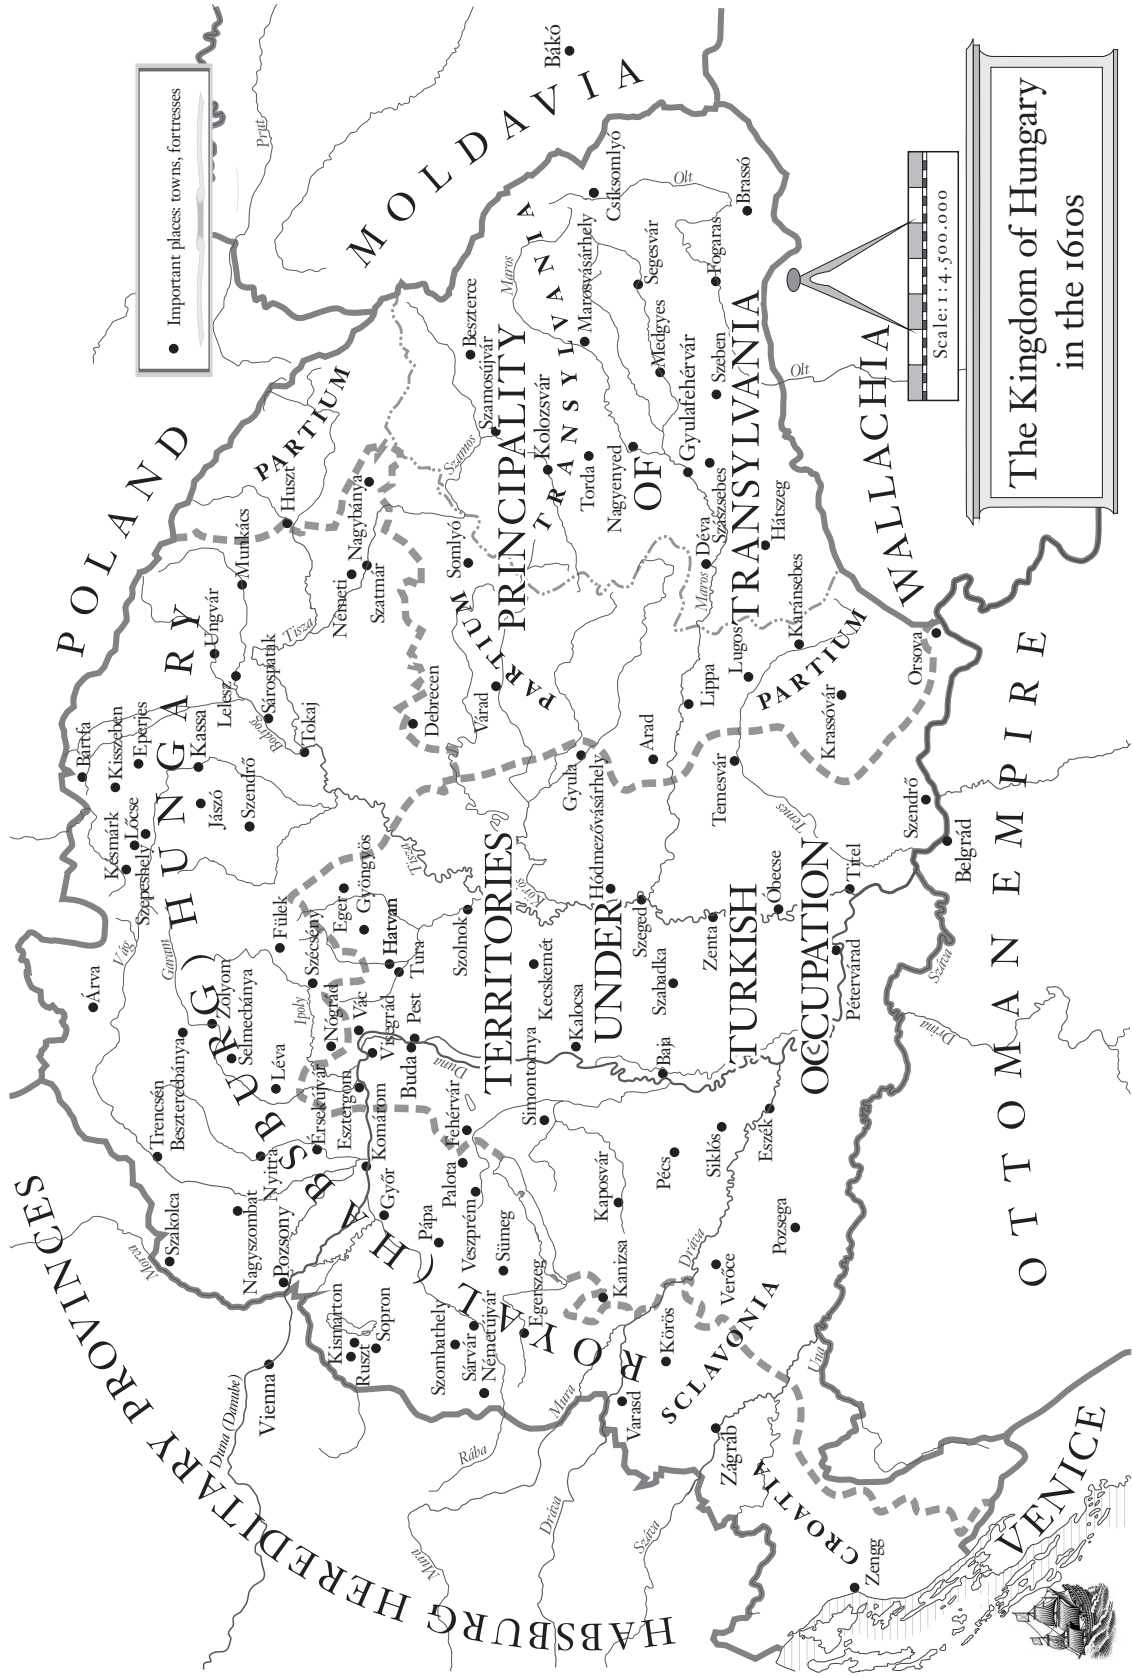 The Kingdom of Hungary
in the 1610s
Scale: 1 : 4.500.000
Important places: towns, fortresses
HABSBURG HEREDITARY PROVINCES
POLAND
MOLDAVIA
WALLACHIA
OTTOMAN EMPIRE
VENICE
ROYAL (HABSBURG) HUNGARY
TERRITORIES
UNDER
TURKISH
OCCUPATION
PRINCIPALITY
OF
TRANSYLVANIA
TRANSYLVANIA
PARTIUM
PARTIUM
PARTIUM
SCLAVONIA
CROATIA
Prut
Bákó
Csíksomlyó
Olt
Brassó
Maros
Marosvásárhely
Segesvár
Fogaras
Beszterce
Szamosújvár
Medgyes
Kolozsvár
Gyulafehérvár
Szeben
Olt
Szamos
Torda
Nagyenyed
Szászsebes
Hátszeg
Huszt
Nagybánya
Somlyó
Déva
Maros
Munkács
Németi
Szatmár
Karánsebes
Ungvár
Tisza
Lugos
Orsova
Lelesz
Sárospatak
Bodrog
Tokaj
Debrecen
Várad
Lippa
Krassóvár
Bártfa
Kisszeben
Eperjes
Kassa
Jászó
Szendrő
Gyula
Arad
Temesvár
Temes
Szendrő
Késmárk
Lőcse
Szepeshely
Tisza
Körös
Hódmezővásárhely
Belgrád
Óbecse
Titel
Gyöngyös
Eger
Fülek
Szécsény
Hatvan
Tura
Szolnok
Kecskemét
Szeged
Zenta
Szabadka
Pétervárad
Száva
Drina
Árva
Vág
Garam
Zólyom
Selmecbánya
Besztercebánya
Ipoly
Nógrád
Vác
Visegrád
Pest
Buda
Duna
Kalocsa
Baja
Léva
Érsekújvár
Esztergom
Komárom
Fehérvár
Simontornya
Trencsén
Nyitra
Győr
Palota
Pécs
Siklós
Eszék
Szakolca
Nagyszombat
Pozsony
Morva
Pápa
Veszprém
Sümeg
Kaposvár
Pozsega
Dráva
Verőce
Kanizsa
Egerszeg
Kismarton
Ruszt
Sopron
Szombathely
Sárvár
Németújvár
Körös
Vienna
Duna (Danube)
Rába
Mura
Varasd
Zágráb
Una
Mura
Dráva
Száva
Zengg